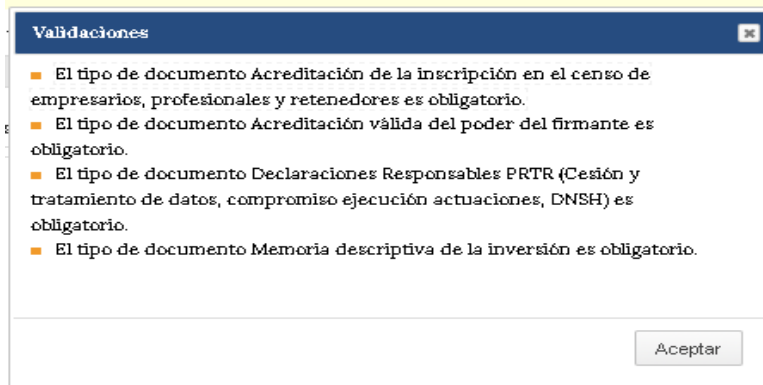 Validaciones
El tipo de documento Acreditación de la inscripción en el censo de
empresarios, profesionales y retenedores es obligatorio.
El tipo de documento Acreditación válida del poder del firmante es
obligatorio.
El tipo de documento Declaraciones Responsables PRTR (Cesión y
tratamiento de datos, compromiso ejecución actuaciones, DNSH) es
obligatorio.
El tipo de documento Memoria descriptiva de la inversión es obligatorio.
Aceptar